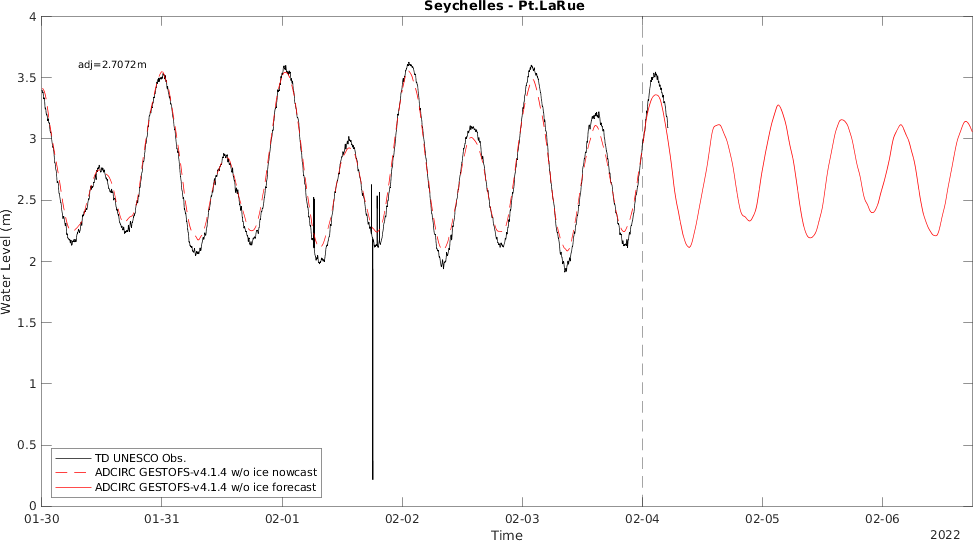 Seychelles - Pt.LaRue
adj=2.7072m
4
3.5
3
2.5
2
1.5
1
0.5
0
Water Level (m)
TD UNESCO Obs.
ADCIRC GESTOFS-v4.1.4 w/o ice nowcast
ADCIRC GESTOFS-v4.1.4 w/o ice forecast
01-30 01-31 02-01 02-02 02-03 02-04 02-05 02-06
Time
2022